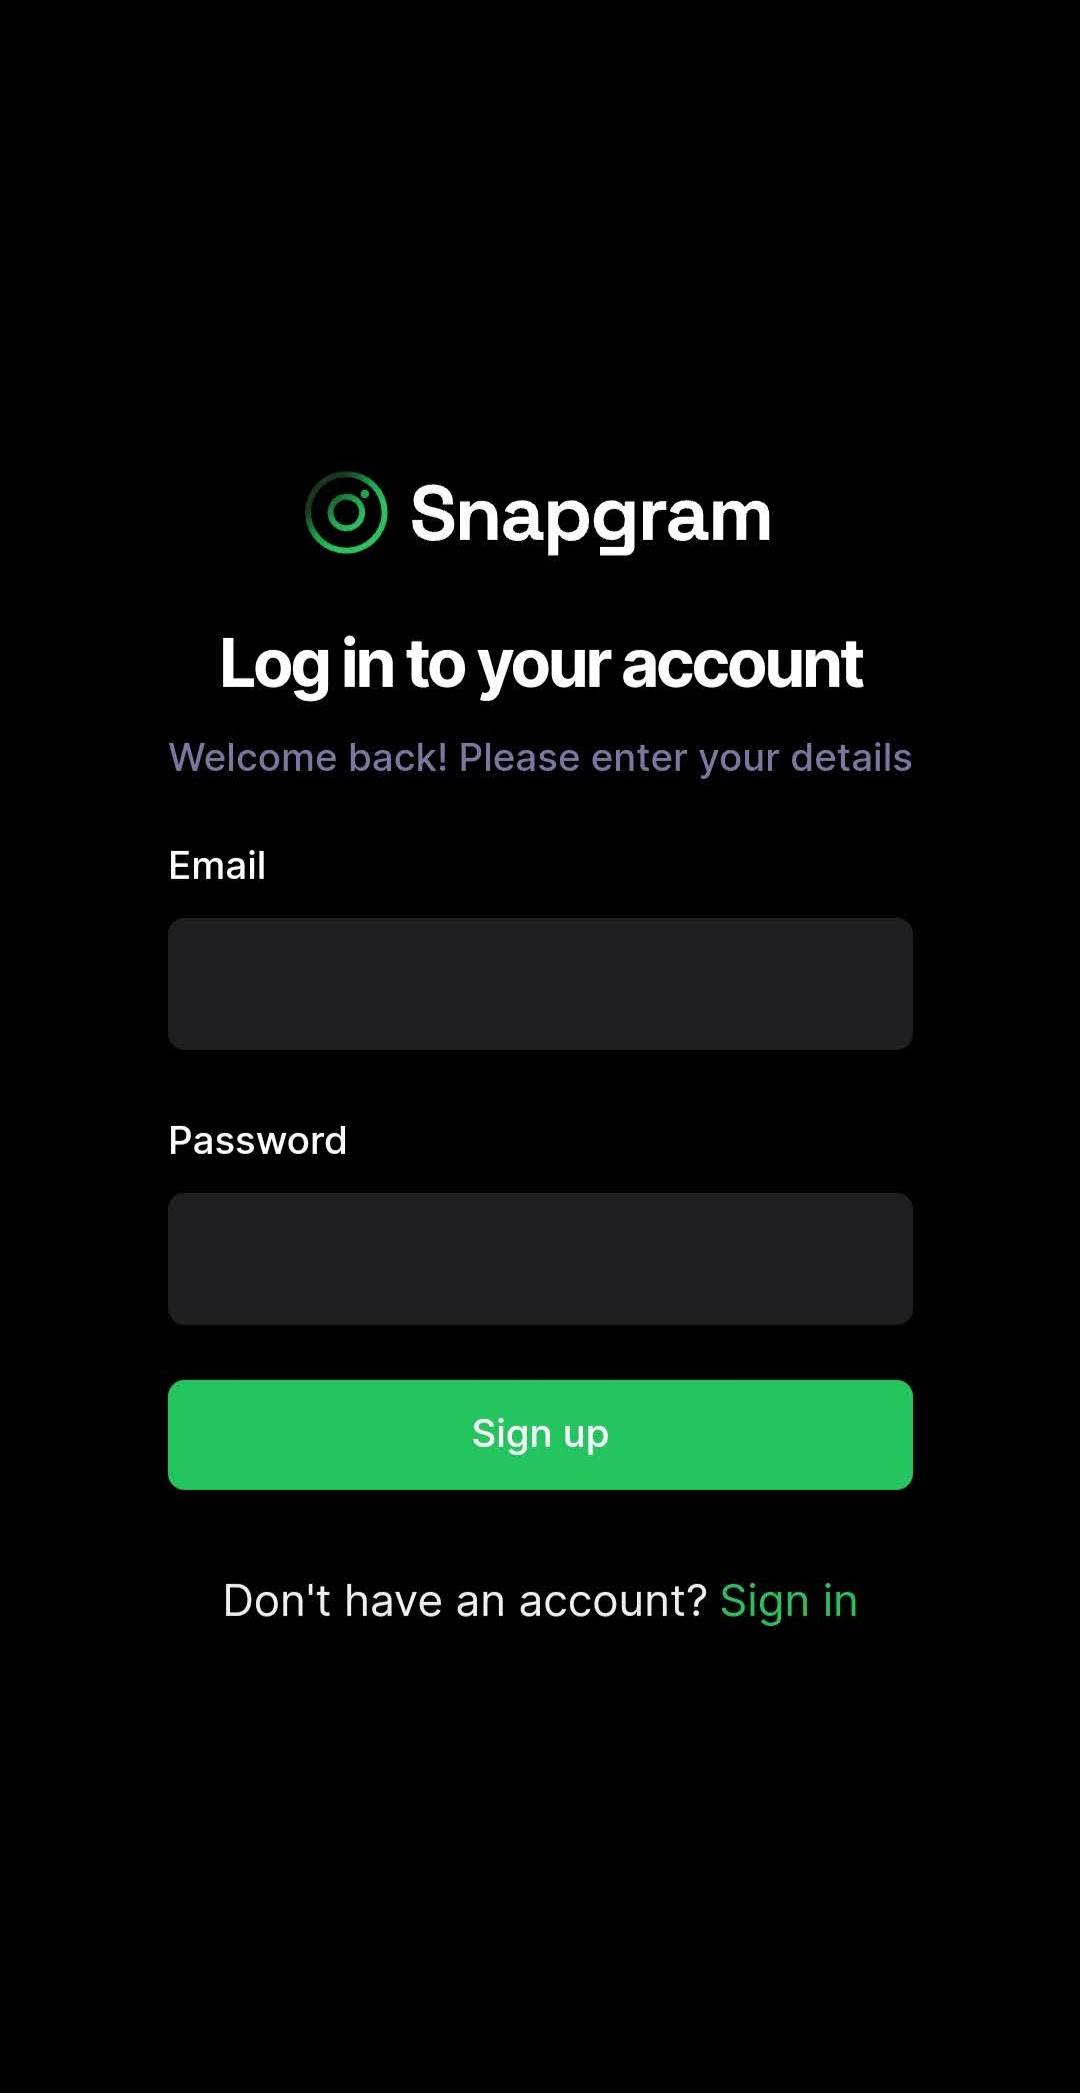 Snapgram
Log in to your account
Welcome back! Please enter your details
Email
Password
Sign up
Don't have an account? Sign in